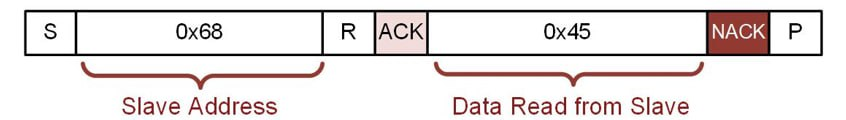 S 0x68 R ACK 0x45 NACK P
Slave Address Data Read from Slave